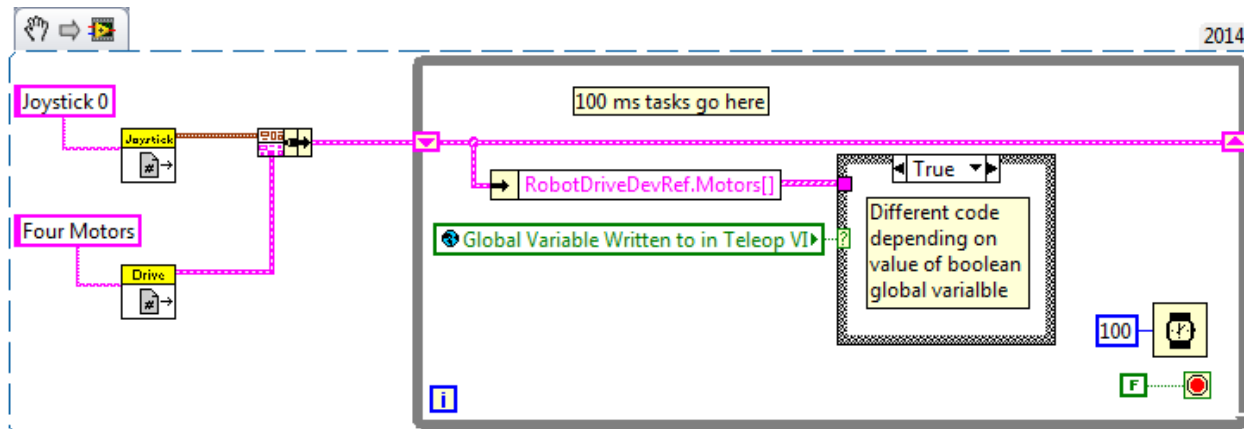 2014
Joystick 0
100 ms tasks go here
Joystick
#
True
RobotDriveDevRef.Motors[]
Different code
depending on
value of boolean
global varialble
Four Motors
Global Variable Written to in Teleop VI
?
Drive
#
100
F
i